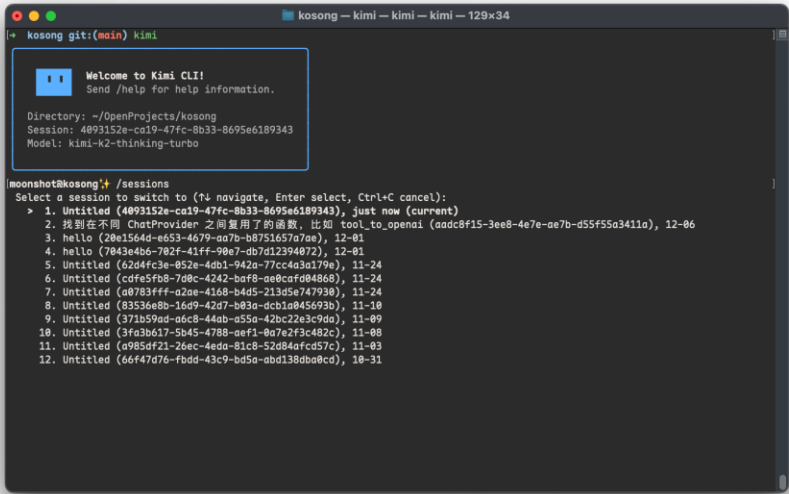 kosong — kimi — kimi — kimi — 129×34
[➜ kosong git:(main) kimi ]
Welcome to Kimi CLI!
Send /help for help information.
Directory: ~/OpenProjects/kosong
Session: 4093152e-ca19-47fc-8b33-8695e6189343
Model: kimi-k2-thinking-turbo
[moonshot@kosong✨ /sessions ]
Select a session to switch to (↑↓ navigate, Enter select, Ctrl+C cancel):
> 1. Untitled (4093152e-ca19-47fc-8b33-8695e6189343), just now (current)
2. 找到在不同 ChatProvider 之间复用了的函数，比如 tool_to_openai (aadc8f15-3ee8-4e7e-ae7b-d55f55a3411a), 12-06
3. hello (20e1564d-e653-4679-aa7b-b8751657a7ae), 12-01
4. hello (7043e4b6-702f-41ff-90e7-db7d12394072), 12-01
5. Untitled (62d4fc3e-052e-4db1-942a-77cc4a3a179e), 11-24
6. Untitled (cdfe5fb8-7d0c-4242-baf8-ae0cafd04868), 11-24
7. Untitled (a0783fff-a2ae-4168-b4d5-213d5e747930), 11-24
8. Untitled (83536e8b-16d9-42d7-b03a-dcb1a045693b), 11-10
9. Untitled (371b59ad-a6c8-44ab-a55a-42bc22e3c9da), 11-09
10. Untitled (3fa3b617-5b45-4788-aef1-0a7e2f3c482c), 11-08
11. Untitled (a985df21-26ec-4eda-81c8-52d84afcd57c), 11-03
12. Untitled (66f47d76-fbdd-43c9-bd5a-abd138dba0cd), 10-31